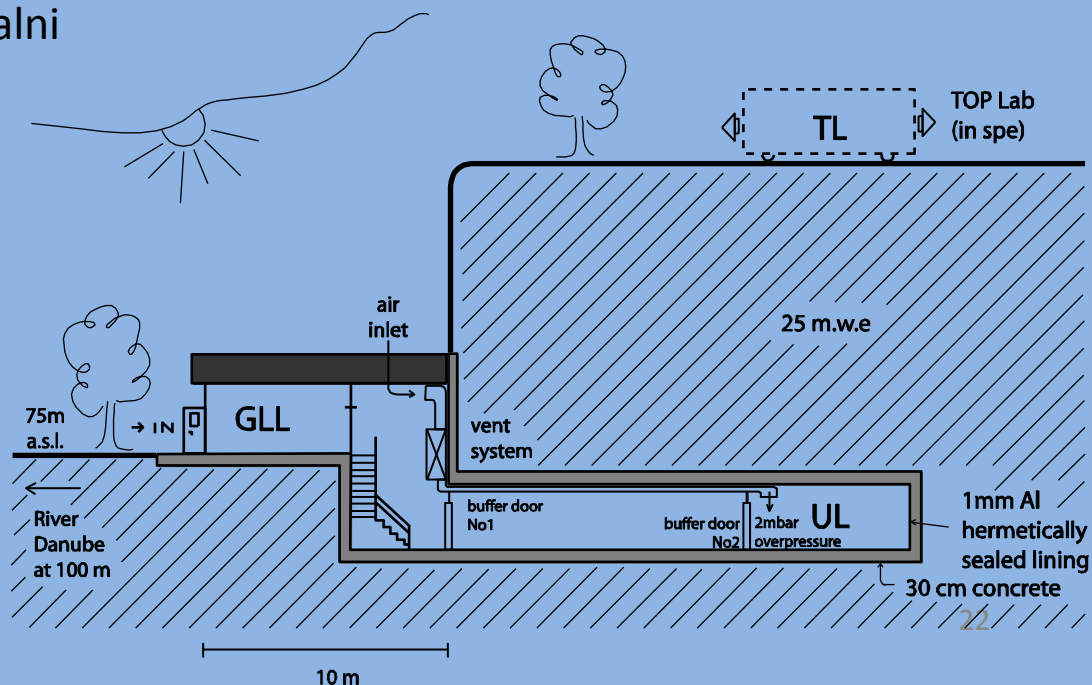 alni
TOP Lab
(in spe)
TL
25 m.w.e
air
inlet
75m
a.s.l.
IN
GLL
vent
system
River
Danube
at 100 m
buffer door
No1
buffer door
No2
2mbar
overpressure
UL
1mm Al
hermetically
sealed lining
30 cm concrete
22
10 m